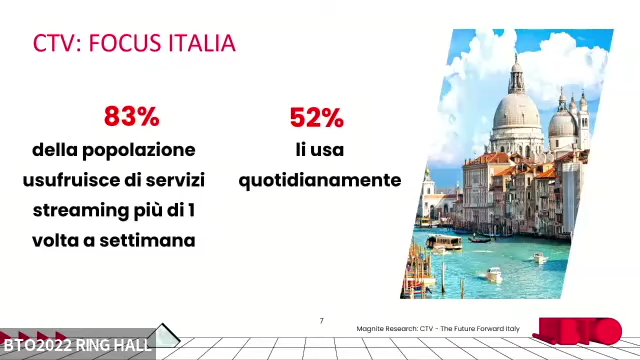 CTV: FOCUS ITALIA
83%
della popolazione
usufruisce di servizi
streaming più di 1
volta a settimana
52%
li usa
quotidianamente
7
Magnite Research: CTV - The Future Forward Italy
BTO
BTO2022 RING HALL